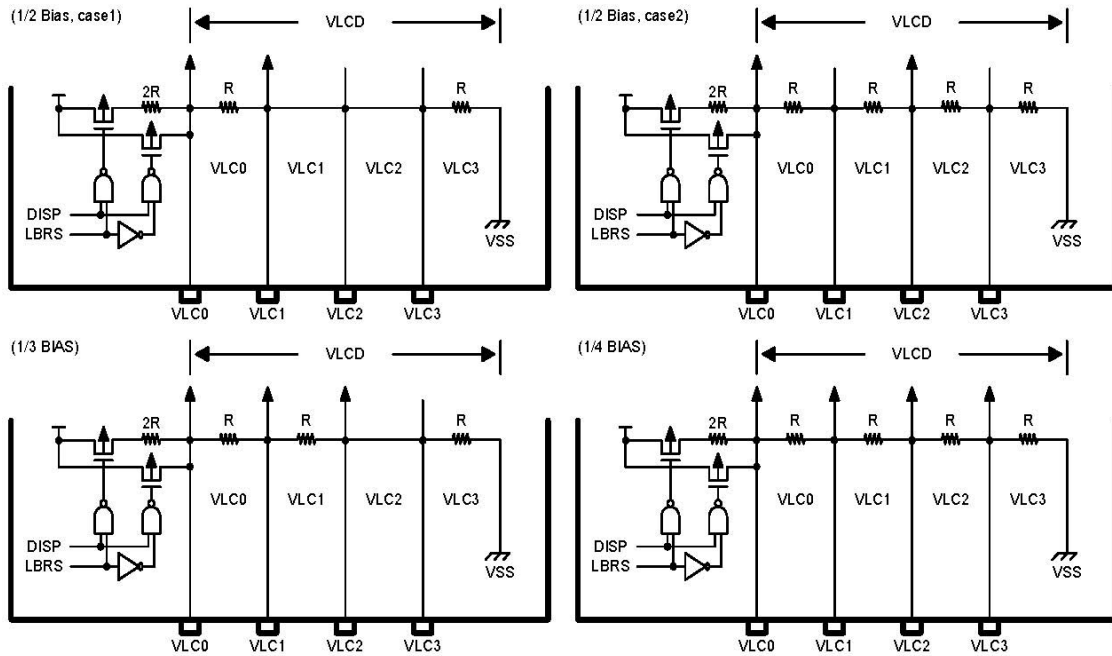 (1/2 Bias, case1)
VLCD
2R R R
VLC0 VLC1 VLC2 VLC3
DISP
LBRS
VSS
VLC0 VLC1 VLC2 VLC3
(1/2 Bias, case2)
VLCD
2R R R R R
VLC0 VLC1 VLC2 VLC3
DISP
LBRS
VSS
VLC0 VLC1 VLC2 VLC3
(1/3 BIAS)
VLCD
2R R R R
VLC0 VLC1 VLC2 VLC3
DISP
LBRS
VSS
VLC0 VLC1 VLC2 VLC3
(1/4 BIAS)
VLCD
2R R R R R
VLC0 VLC1 VLC2 VLC3
DISP
LBRS
VSS
VLC0 VLC1 VLC2 VLC3